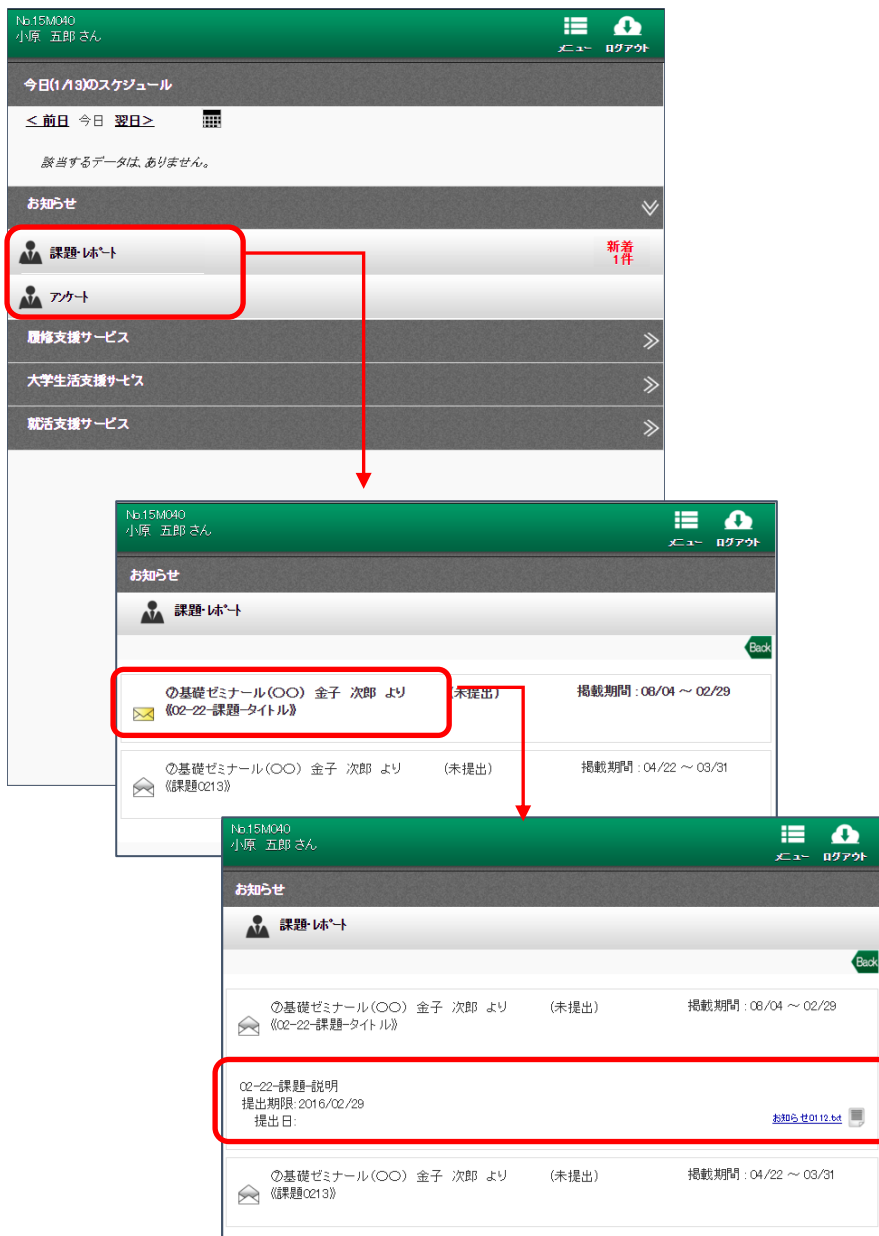 No.15M040
小原 五郎 さん
メニュー ログアウト
今日(1/13)のスケジュール
< 前日 今日 翌日>
該当するデータは、ありません。
お知らせ
課題・レポート
新着
1件
アンケート
履修支援サービス
大学生活支援サービス
就活支援サービス
No.15M040
小原 五郎 さん
メニュー ログアウト
お知らせ
課題・レポート
Back
⑦基礎ゼミナール(〇〇) 金子 次郎 より (未提出) 掲載期間 : 08/04 ～ 02/29
《02-22-課題-タイトル》
⑦基礎ゼミナール(〇〇) 金子 次郎 より (未提出) 掲載期間 : 04/22 ～ 03/31
《課題0213》
No.15M040
小原 五郎 さん
メニュー ログアウト
お知らせ
課題・レポート
Back
⑦基礎ゼミナール(〇〇) 金子 次郎 より (未提出) 掲載期間 : 08/04 ～ 02/29
《02-22-課題-タイトル》
02-22-課題-説明
提出期限:2016/02/29
提出日:
お知らせ0112.txt
⑦基礎ゼミナール(〇〇) 金子 次郎 より (未提出) 掲載期間 : 04/22 ～ 03/31
《課題0213》